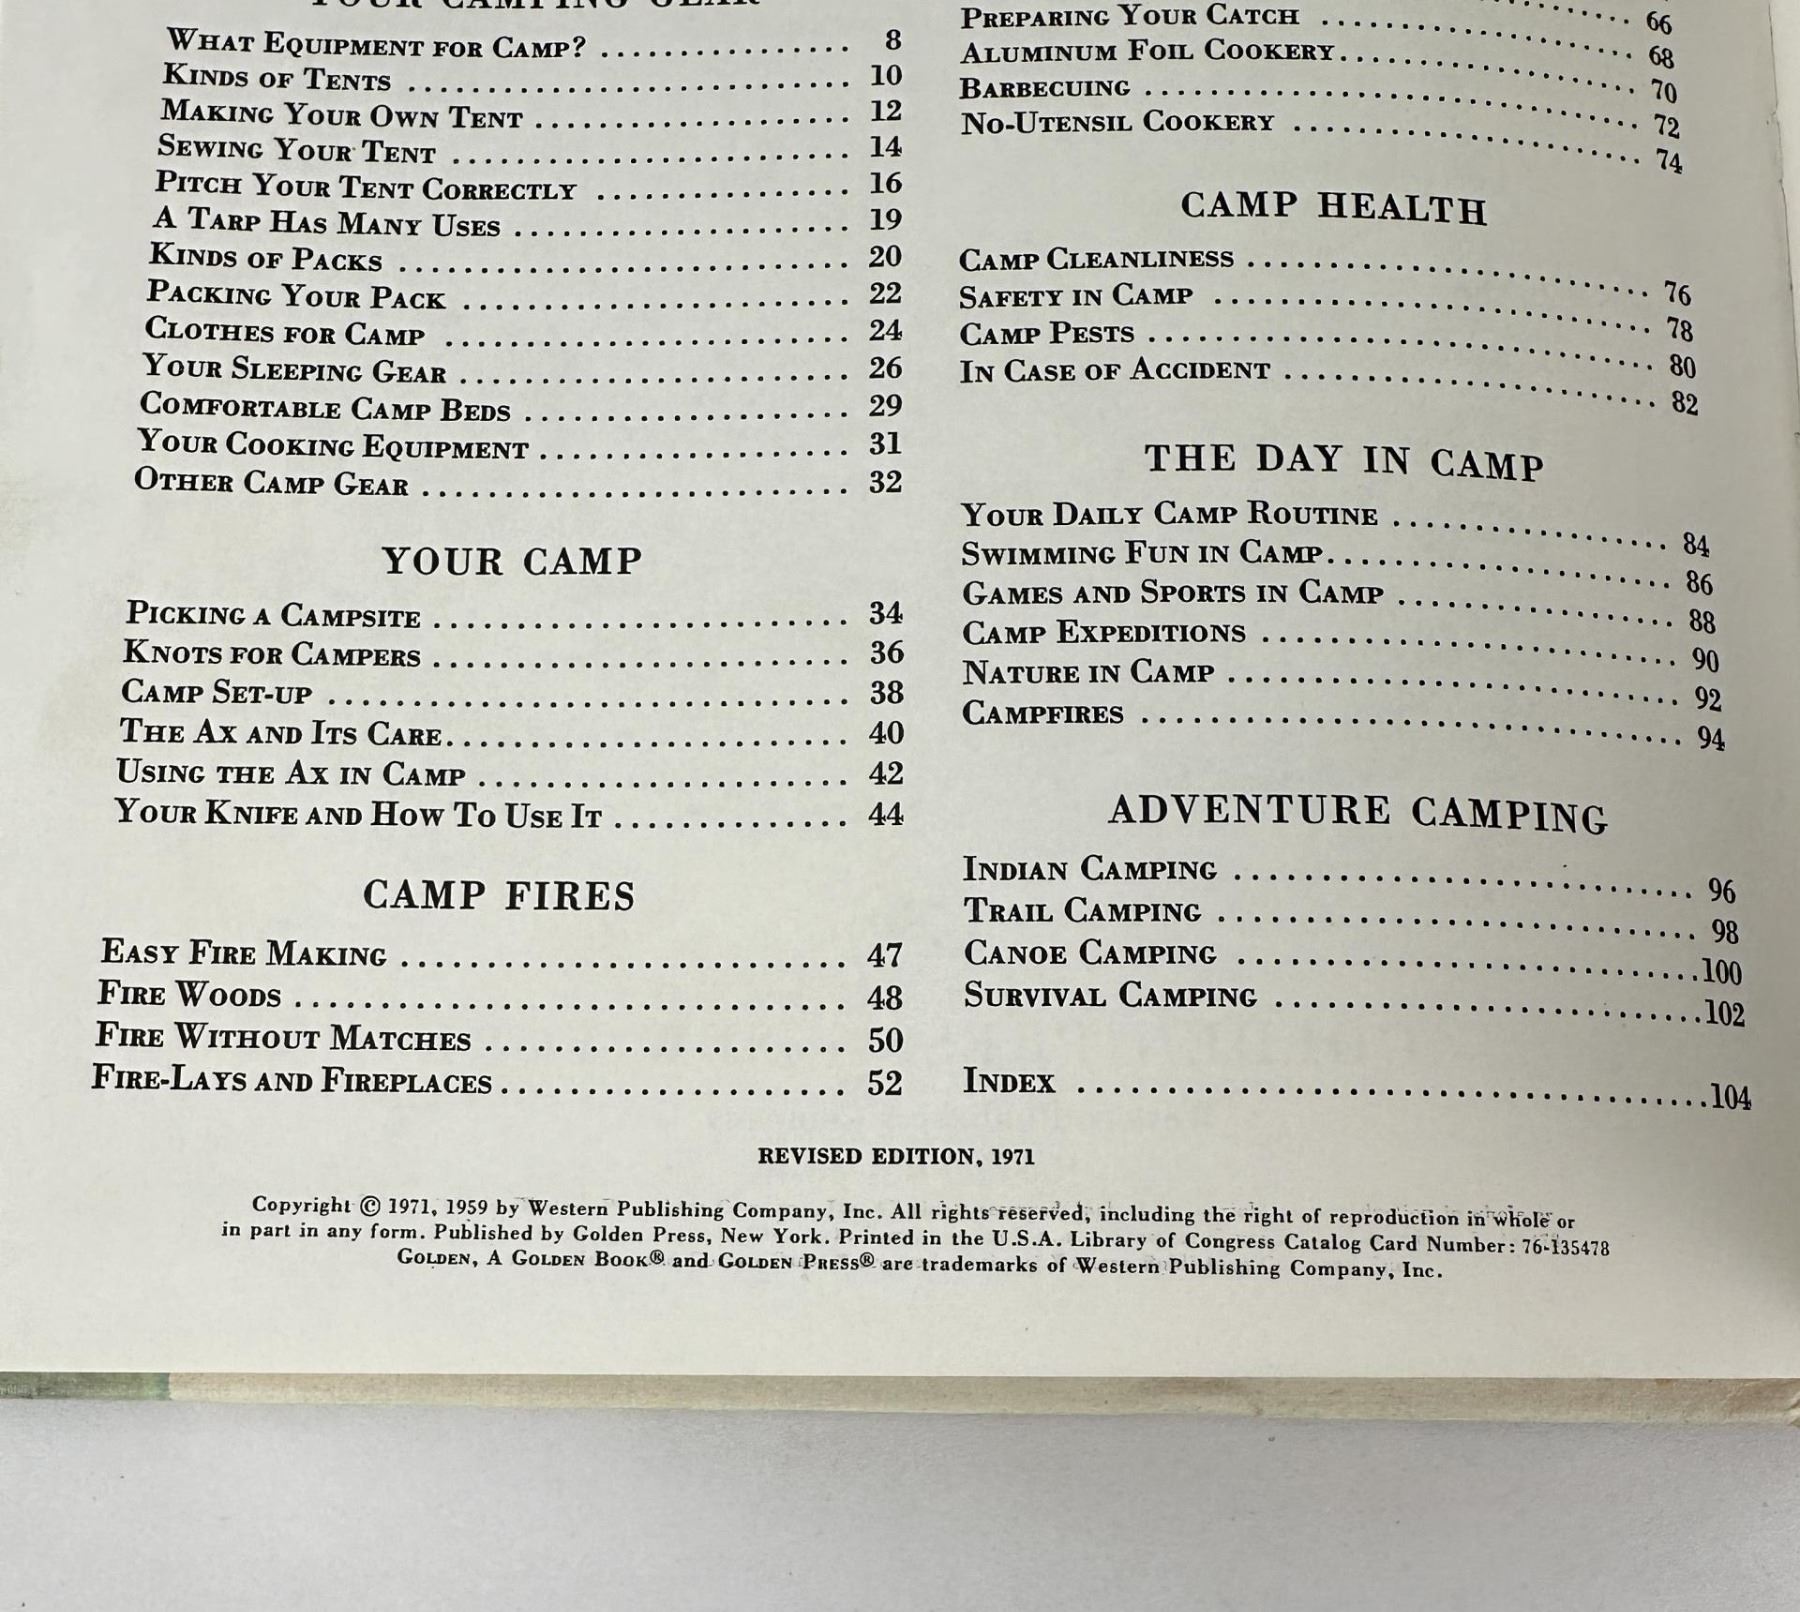 YOUR CAMPING GEAR
WHAT EQUIPMENT FOR CAMP? ................ 8
KINDS OF TENTS ............................ 10
MAKING YOUR OWN TENT .................... 12
SEWING YOUR TENT ......................... 14
PITCH YOUR TENT CORRECTLY ................ 16
A TARP HAS MANY USES ..................... 19
KINDS OF PACKS ............................ 20
PACKING YOUR PACK ........................ 22
CLOTHES FOR CAMP ......................... 24
YOUR SLEEPING GEAR ........................ 26
COMFORTABLE CAMP BEDS .................... 29
YOUR COOKING EQUIPMENT ................... 31
OTHER CAMP GEAR .......................... 32
YOUR CAMP
PICKING A CAMPSITE ......................... 34
KNOTS FOR CAMPERS ......................... 36
CAMP SET-UP ................................ 38
THE AX AND ITS CARE......................... 40
USING THE AX IN CAMP ....................... 42
YOUR KNIFE AND HOW TO USE IT .............. 44
CAMP FIRES
EASY FIRE MAKING ........................... 47
FIRE WOODS ................................. 48
FIRE WITHOUT MATCHES ...................... 50
FIRE-LAYS AND FIREPLACES ..................... 52
66
PREPARING YOUR CATCH ................... 68
ALUMINUM FOIL COOKERY.................. 70
BARBECUING .............................. 72
NO-UTENSIL COOKERY ..................... 74
CAMP HEALTH
CAMP CLEANLINESS ........................ 76
SAFETY IN CAMP .......................... 78
CAMP PESTS ............................... 80
IN CASE OF ACCIDENT ...................... 82
THE DAY IN CAMP
YOUR DAILY CAMP ROUTINE ................ 84
SWIMMING FUN IN CAMP.................... 86
GAMES AND SPORTS IN CAMP ............... 88
CAMP EXPEDITIONS ........................ 90
NATURE IN CAMP .......................... 92
CAMPFIRES ................................ 94
ADVENTURE CAMPING
INDIAN CAMPING .......................... 96
TRAIL CAMPING ........................... 98
CANOE CAMPING ..........................100
SURVIVAL CAMPING ........................102
INDEX ....................................104
REVISED EDITION, 1971
Copyright © 1971, 1959 by Western Publishing Company, Inc. All rights reserved, including the right of reproduction in whole or
in part in any form. Published by Golden Press, New York. Printed in the U.S.A. Library of Congress Catalog Card Number: 76-135478
GOLDEN, A GOLDEN BOOK® and GOLDEN PRESS® are trademarks of Western Publishing Company, Inc.